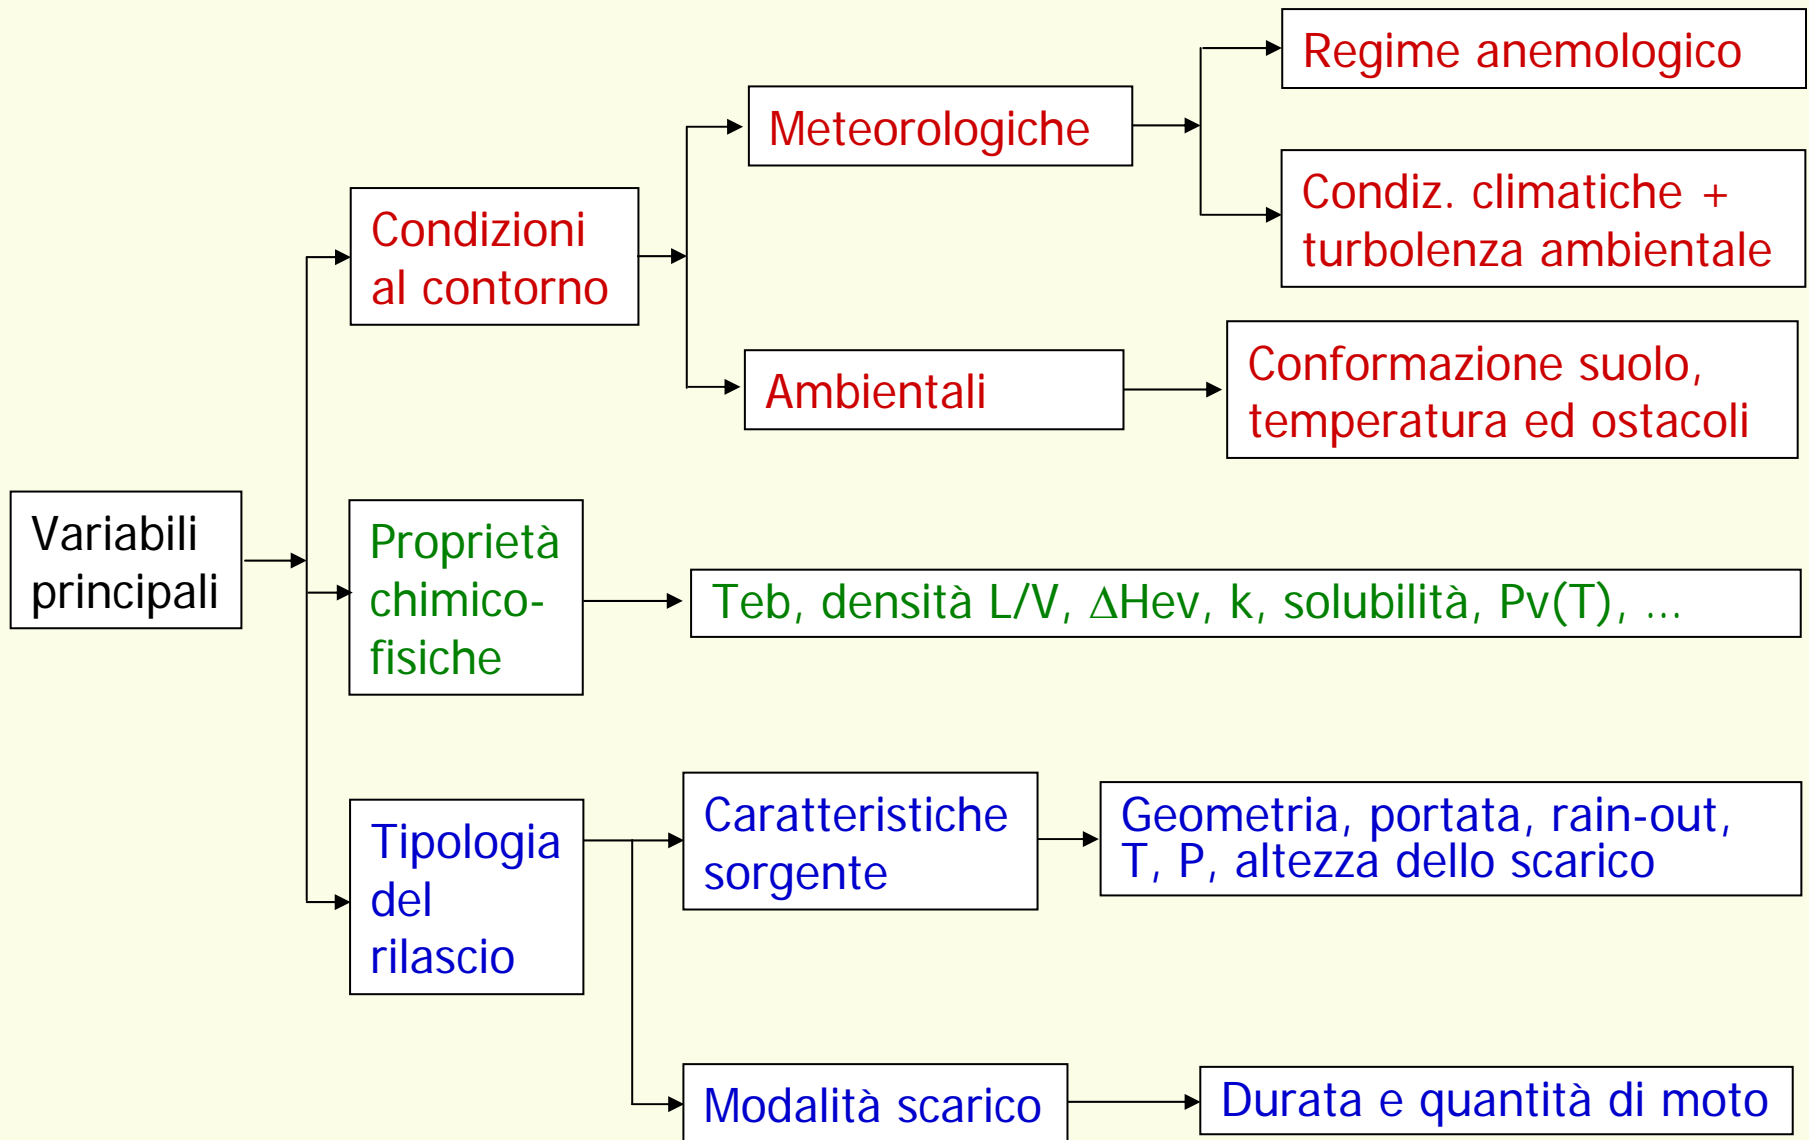 Regime anemologico
Meteorologiche
Condiz. climatiche +
turbolenza ambientale
Condizioni
al contorno
Ambientali
Conformazione suolo,
temperatura ed ostacoli
Variabili
principali
Proprietà
chimico-
fisiche
Teb, densità L/V, ΔHev, k, solubilità, Pv(T), ...
Tipologia
del
rilascio
Caratteristiche
sorgente
Geometria, portata, rain-out,
T, P, altezza dello scarico
Modalità scarico
Durata e quantità di moto